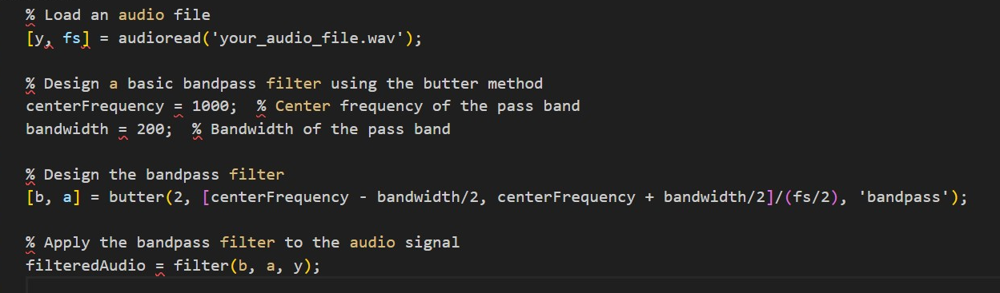 % Load an audio file
[y, fs] = audioread('your_audio_file.wav');
% Design a basic bandpass filter using the butter method
centerFrequency = 1000;  % Center frequency of the pass band
bandwidth = 200;  % Bandwidth of the pass band
% Design the bandpass filter
[b, a] = butter(2, [centerFrequency - bandwidth/2, centerFrequency + bandwidth/2]/(fs/2), 'bandpass');
% Apply the bandpass filter to the audio signal
filteredAudio = filter(b, a, y);